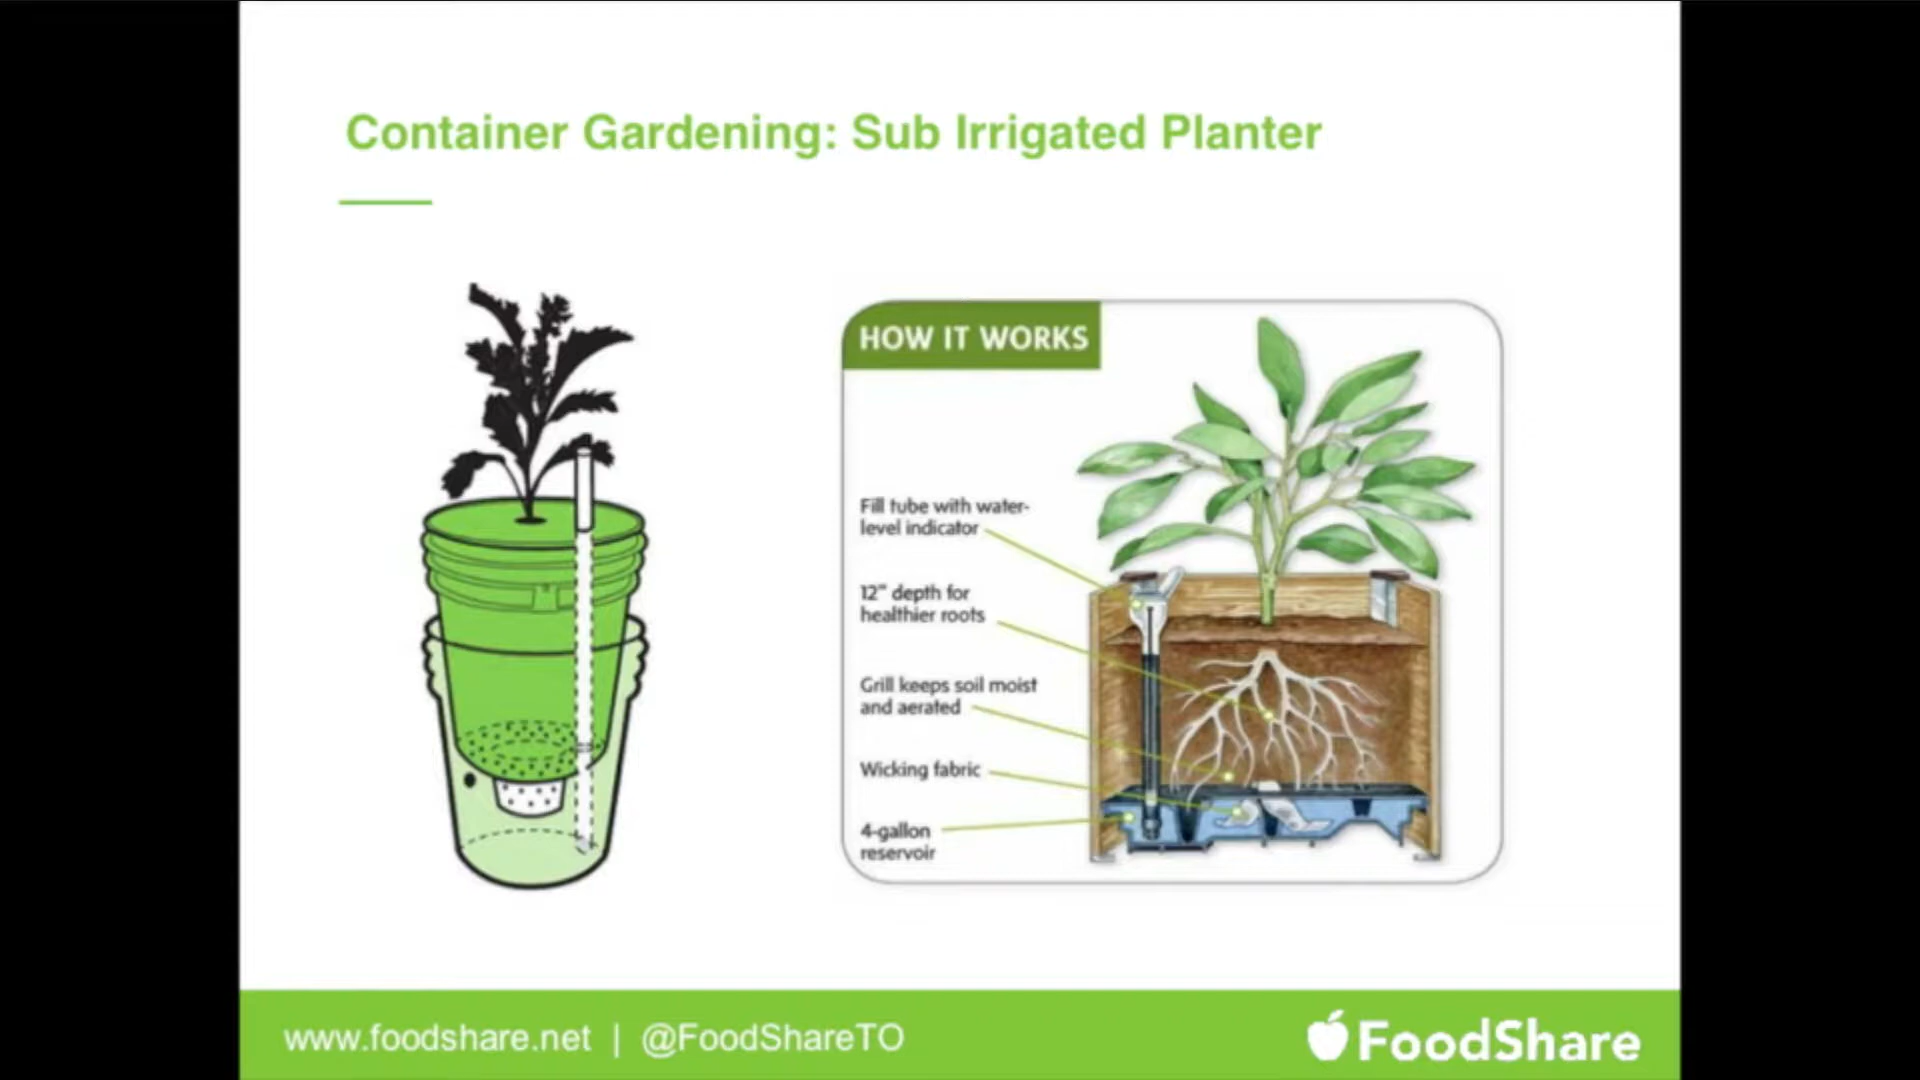 Container Gardening: Sub Irrigated Planter
HOW IT WORKS
Fill tube with water-
level indicator
12" depth for
healthier roots
Grill keeps soil moist
and aerated
Wicking fabric
4-gallon
reservoir
www.foodshare.net | @FoodShareTO
FoodShare